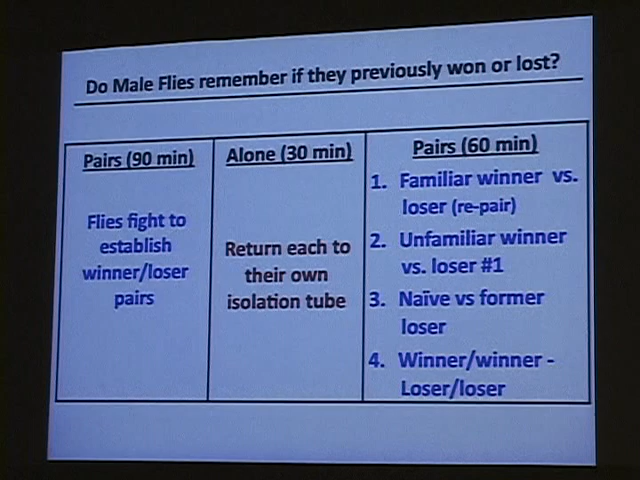 Do Male Flies remember if they previously won or lost?
Pairs (90 min)
Flies fight to
establish
winner/loser
pairs
Alone (30 min)
Return each to
their own
isolation tube
Pairs (60 min)
1. Familiar winner vs.
loser (re-pair)
2. Unfamiliar winner
vs. loser #1
3. Naïve vs former
loser
4. Winner/winner -
Loser/loser